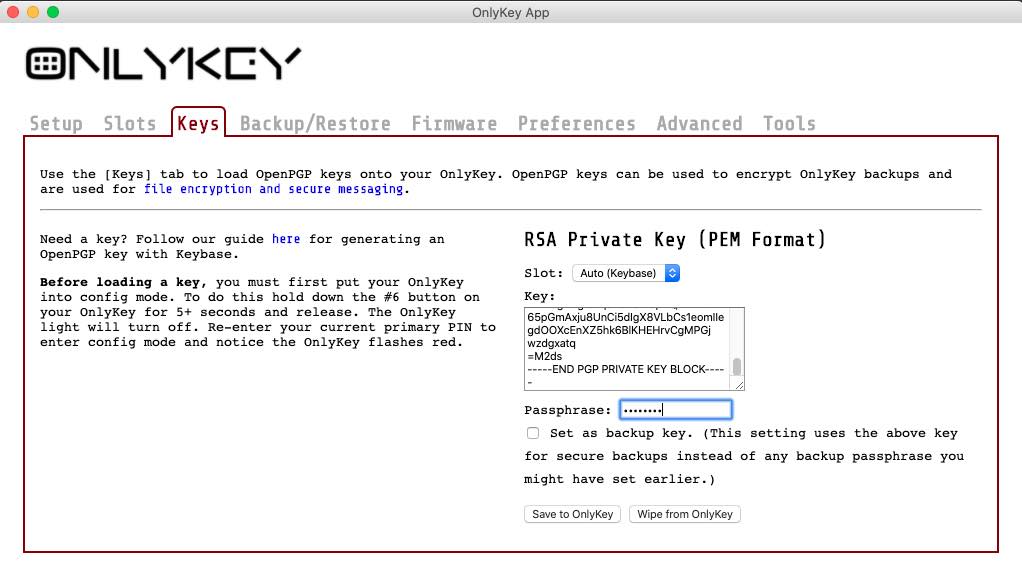 OnlyKey App
ONLYKEY
Setup Slots Keys Backup/Restore Firmware Preferences Advanced Tools
Use the [Keys] tab to load OpenPGP keys onto your OnlyKey. OpenPGP keys can be used to encrypt OnlyKey backups and
are used for file encryption and secure messaging.
Need a key? Follow our guide here for generating an
OpenPGP key with Keybase.
Before loading a key, you must first put your OnlyKey
into config mode. To do this hold down the #6 button on
your OnlyKey for 5+ seconds and release. The OnlyKey
light will turn off. Re-enter your current primary PIN to
enter config mode and notice the OnlyKey flashes red.
RSA Private Key (PEM Format)
Slot: Auto (Keybase)
Key:
65pGmAxju8UnCi5dIgX8VLbCs1eomlIe
gdOOXcEnXZ5hk6BlKHEHrvCgMPGj
wzdgxatq
=M2ds
-----END PGP PRIVATE KEY BLOCK----
-
Passphrase: ••••••••
Set as backup key. (This setting uses the above key
for secure backups instead of any backup passphrase you
might have set earlier.)
Save to OnlyKey Wipe from OnlyKey